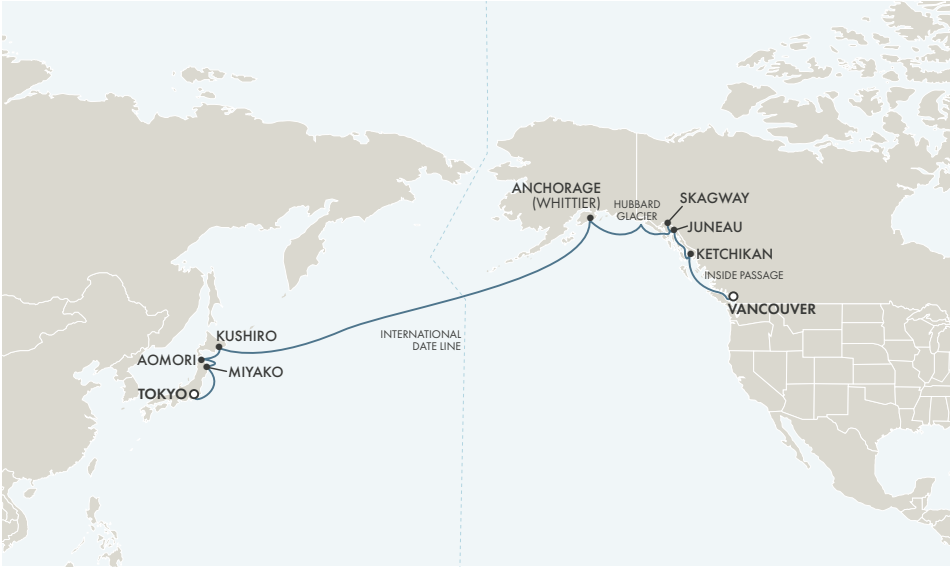 ANCHORAGE
(WHITTIER)
HUBBARD
GLACIER
SKAGWAY
JUNEAU
KETCHIKAN
INSIDE PASSAGE
VANCOUVER
INTERNATIONAL
DATE LINE
KUSHIRO
AOMORI
MIYAKO
TOKYO